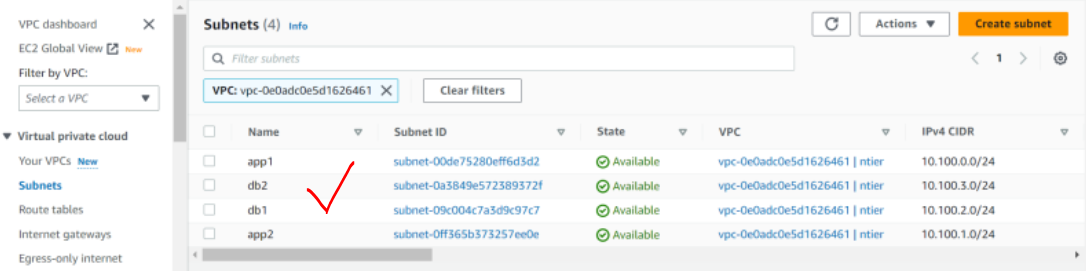 VPC dashboard
EC2 Global View New
Filter by VPC:
Select a VPC
Virtual private cloud
Your VPCs New
Subnets
Route tables
Internet gateways
Egress-only internet
Subnets (4) Info
Actions
Create subnet
Filter subnets
1
VPC: vpc-0e0adc0e5d1626461
Clear filters
Name Subnet ID State VPC IPv4 CIDR
app1 subnet-00de75280eff6d3d2 Available vpc-0e0adc0e5d1626461 | ntier 10.100.0.0/24
db2 subnet-0a3849e572389372f Available vpc-0e0adc0e5d1626461 | ntier 10.100.3.0/24
db1 subnet-09c004c7a3d9c97c7 Available vpc-0e0adc0e5d1626461 | ntier 10.100.2.0/24
app2 subnet-0ff365b373257ee0e Available vpc-0e0adc0e5d1626461 | ntier 10.100.1.0/24